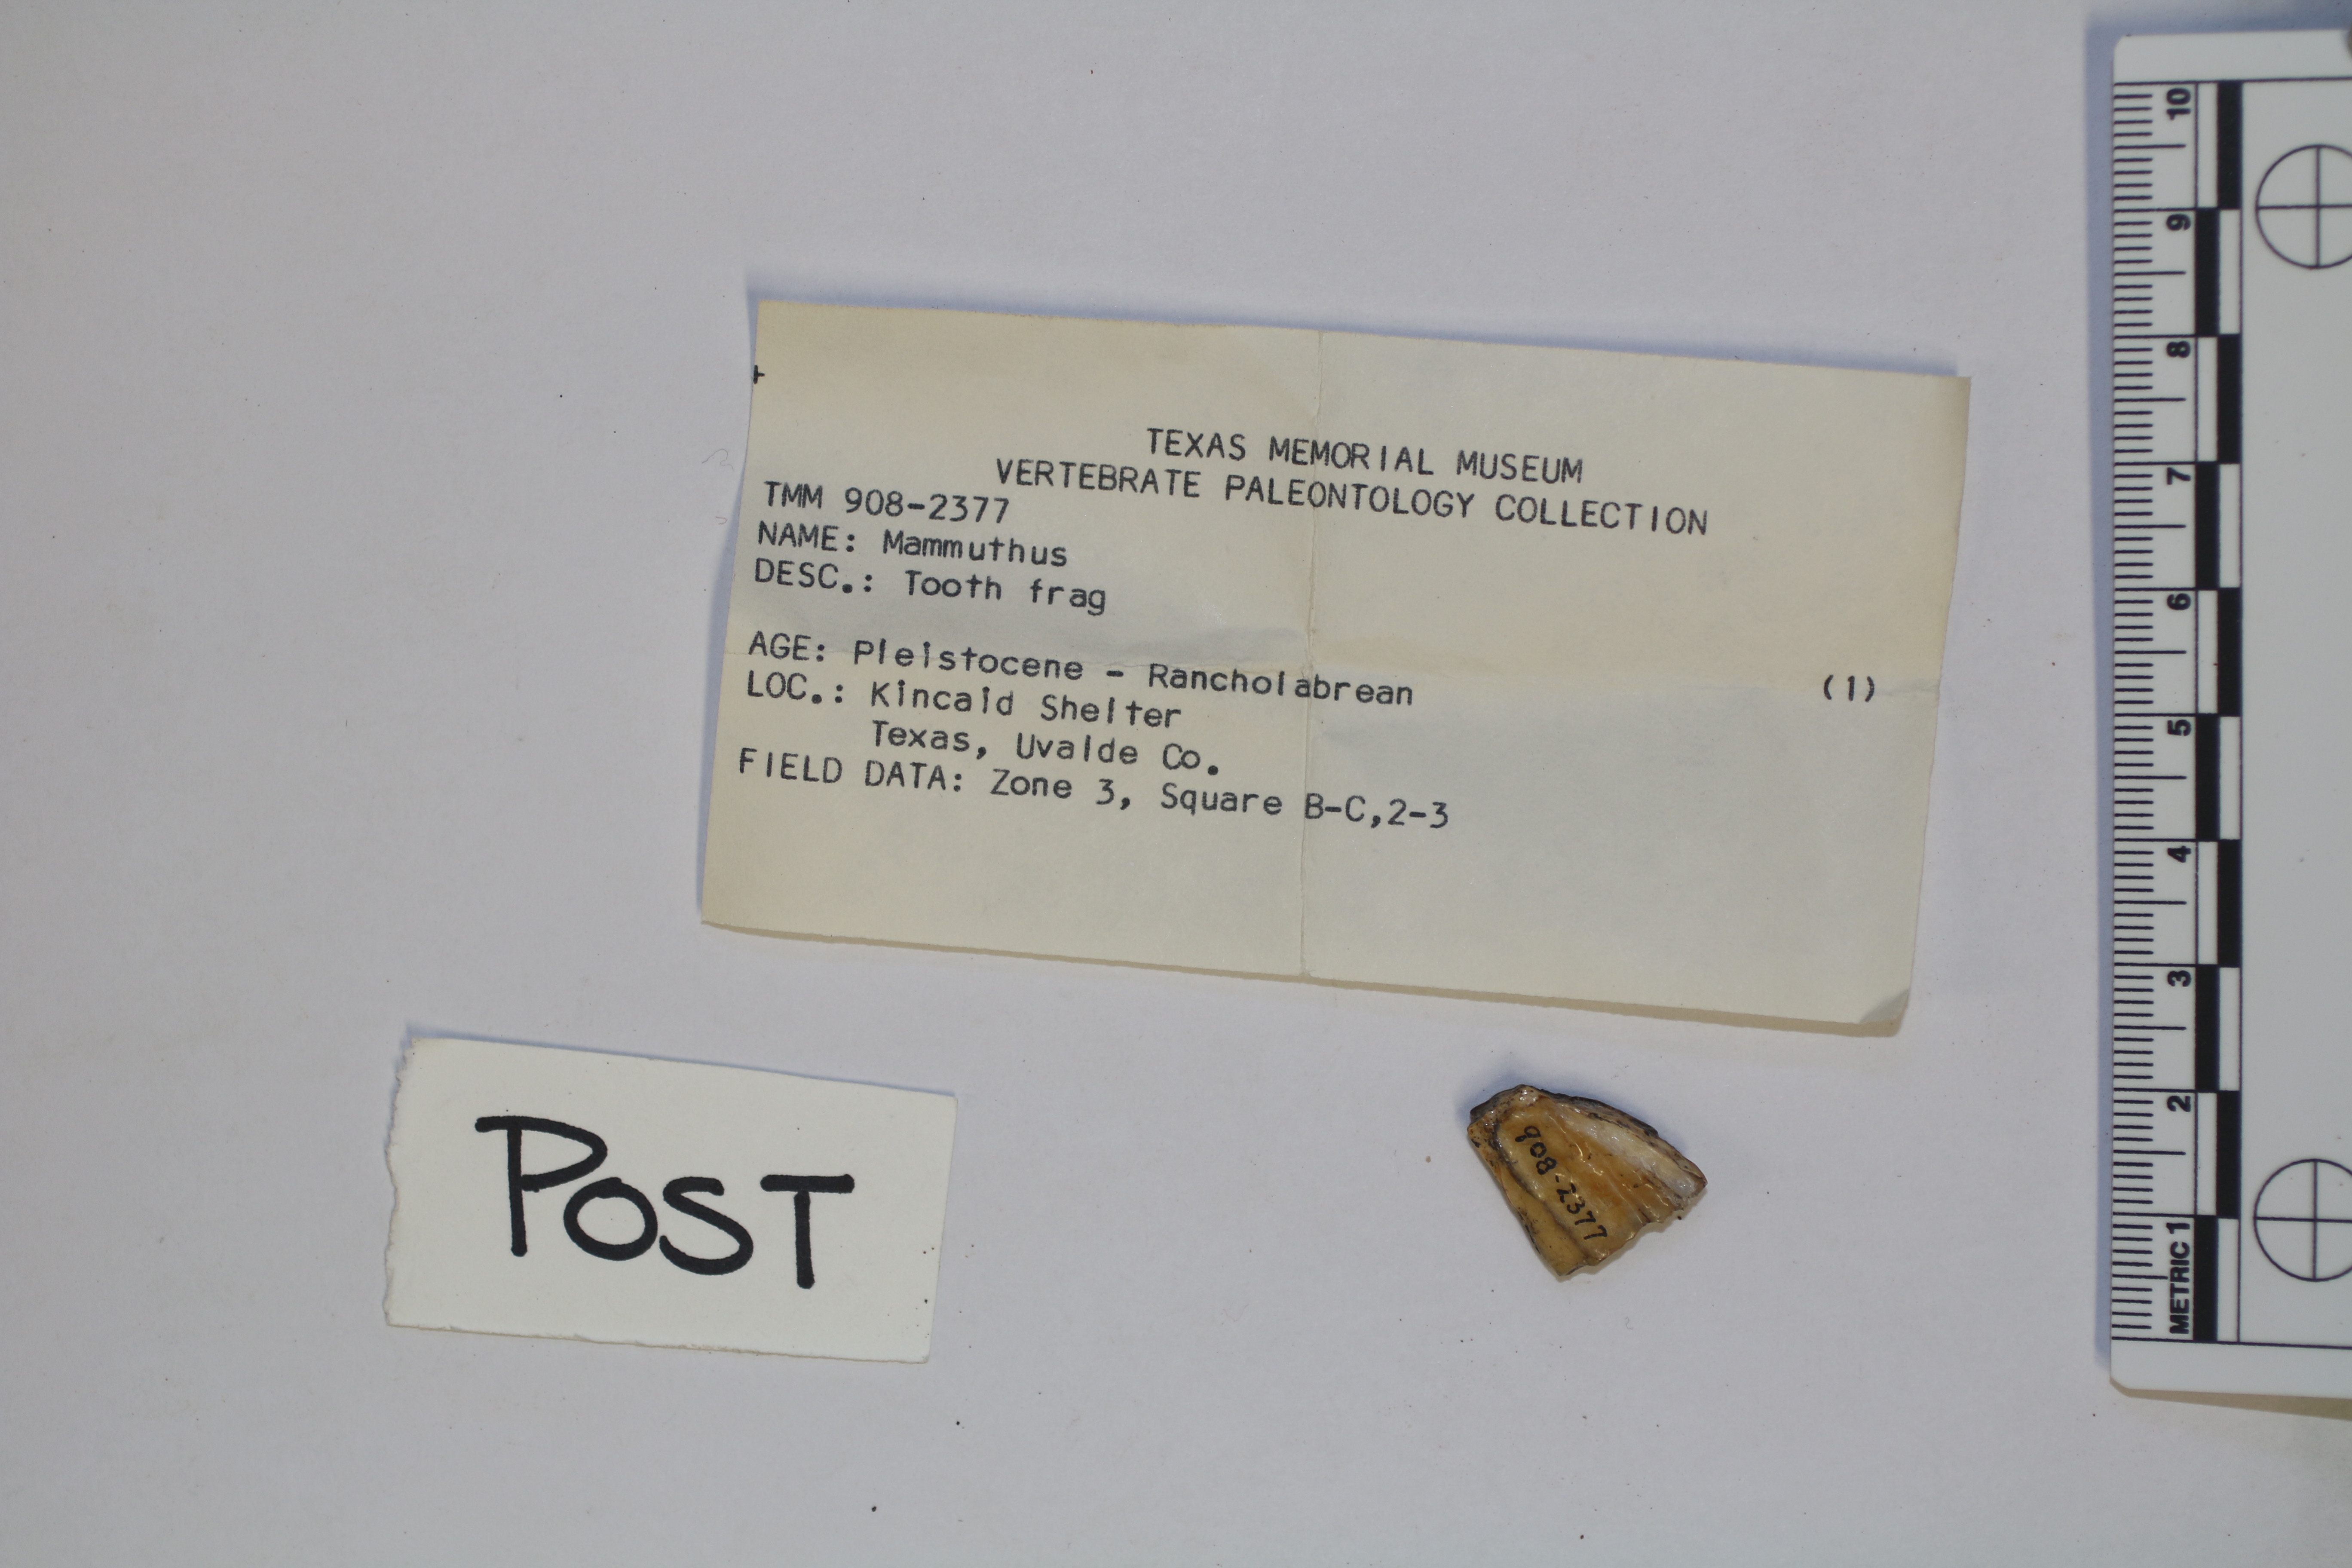 TEXAS MEMORIAL MUSEUM
VERTEBRATE PALEONTOLOGY COLLECTION
TMM 908-2377
NAME: Mammuthus
DESC.: Tooth frag
AGE: Pleistocene - Rancholabrean (1)
LOC.: Kincaid Shelter
Texas, Uvalde Co.
FIELD DATA: Zone 3, Square B-C,2-3
POST
908-2377
10
9
8
7
6
5
4
3
2
METRIC 1